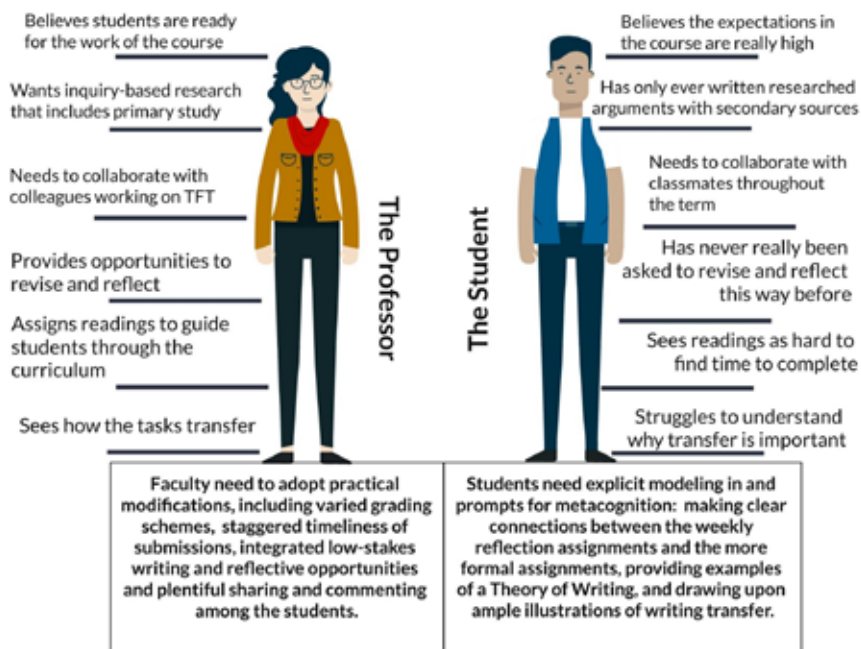 Believes students are ready
for the work of the course
Wants inquiry-based research
that includes primary study
Needs to collaborate with
colleagues working on TFT
Provides opportunities to
revise and reflect
Assigns readings to guide
students through the
curriculum
Sees how the tasks transfer
The Professor
The Student
Believes the expectations in
the course are really high
Has only ever written researched
arguments with secondary sources
Needs to collaborate with
classmates throughout
the term
Has never really been
asked to revise and reflect
this way before
Sees readings as hard to
find time to complete
Struggles to understand
why transfer is important
Faculty need to adopt practical
modifications, including varied grading
schemes, staggered timeliness of
submissions, integrated low-stakes
writing and reflective opportunities
and plentiful sharing and commenting
among the students.
Students need explicit modeling in and
prompts for metacognition: making clear
connections between the weekly
reflection assignments and the more
formal assignments, providing examples
of a Theory of Writing, and drawing upon
ample illustrations of writing transfer.